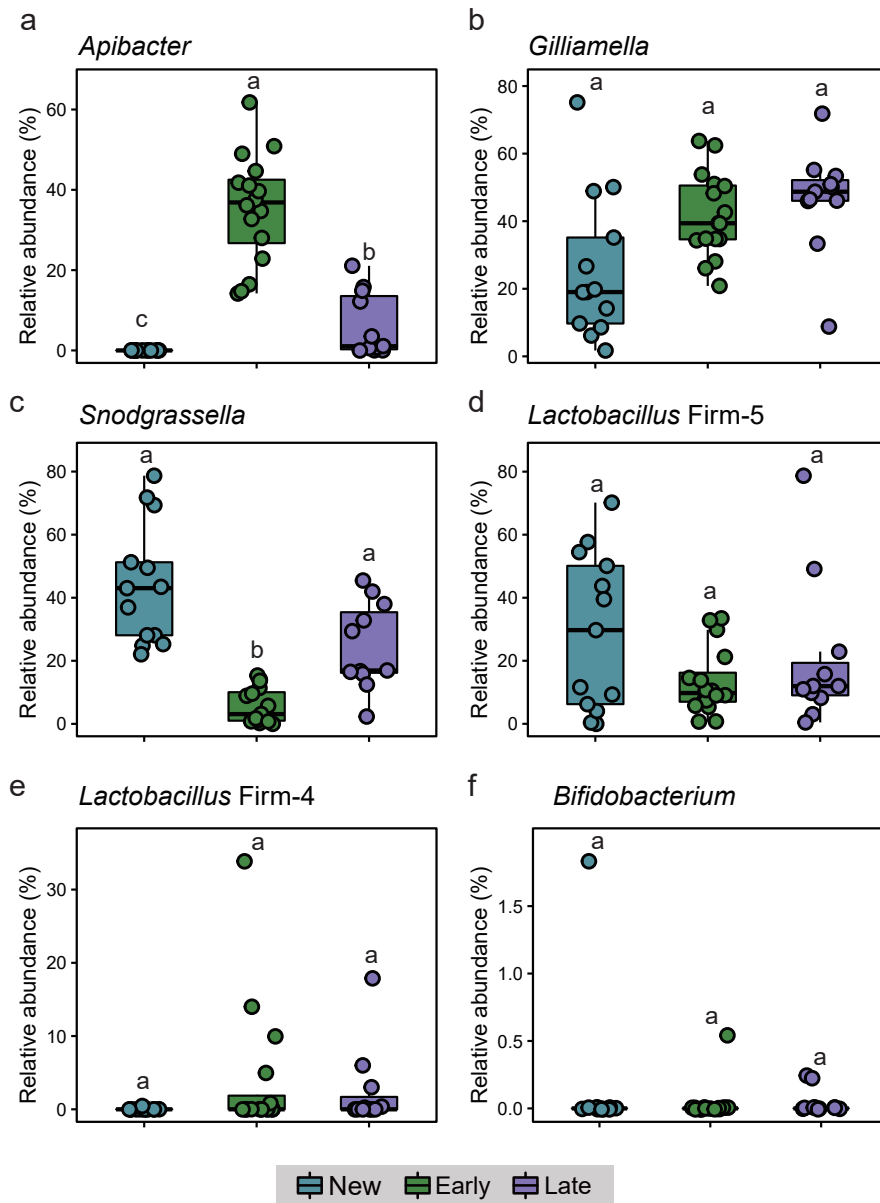 a
Apibacter
Relative abundance (%)
60
40
20
0
c
a
b
b
Gilliamella
Relative abundance (%)
80
60
40
20
0
a
a
a
c
Snodgrassella
Relative abundance (%)
80
60
40
20
0
a
b
a
d
Lactobacillus Firm-5
Relative abundance (%)
80
60
40
20
0
a
a
a
e
Lactobacillus Firm-4
Relative abundance (%)
30
20
10
0
a
a
a
f
Bifidobacterium
Relative abundance (%)
1.5
1.0
0.5
0.0
a
a
a
New Early Late